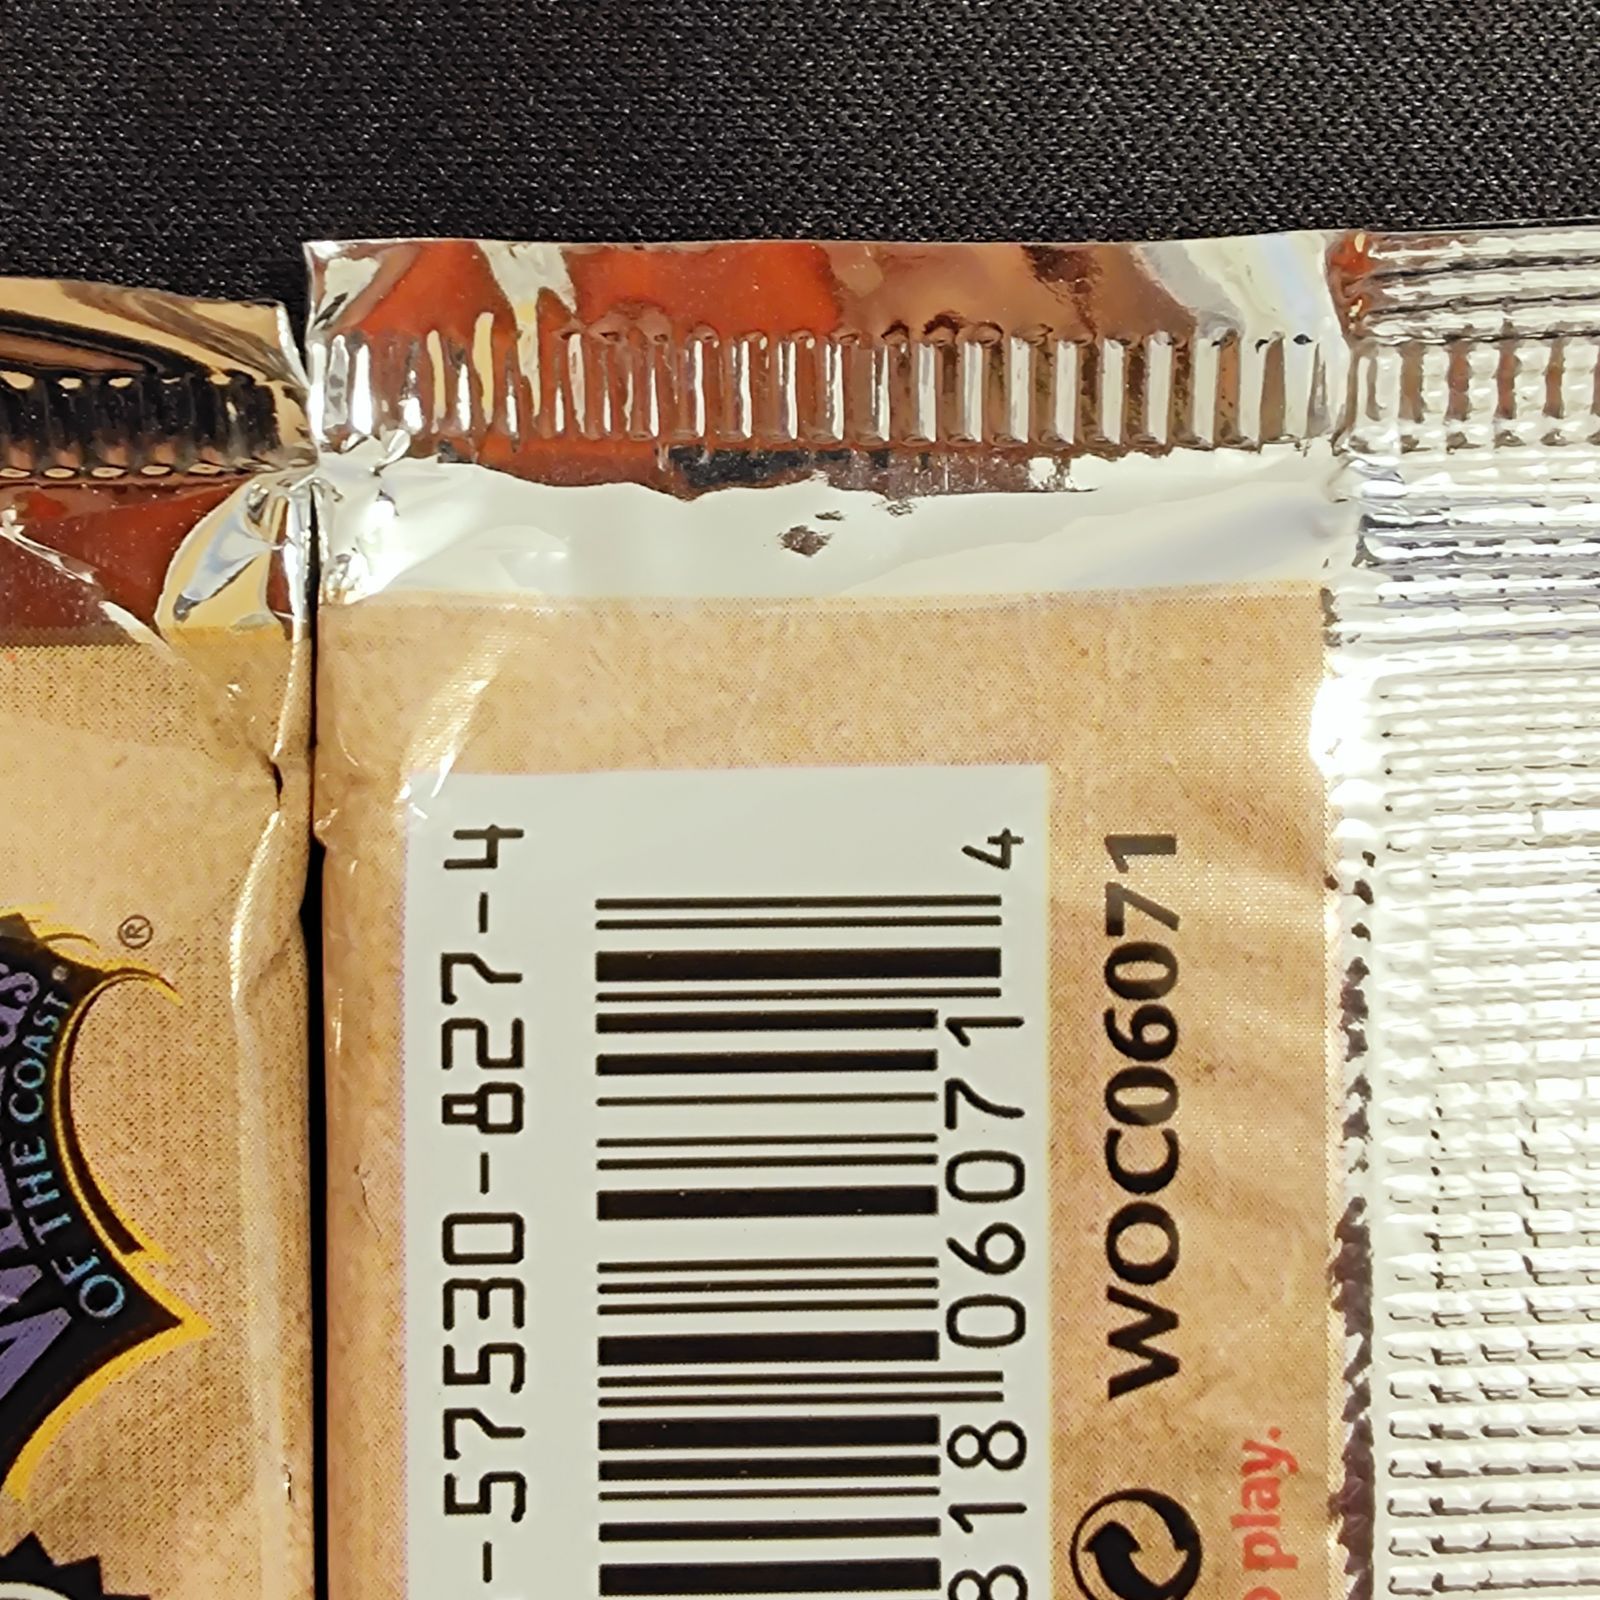 -57530-827-4
818 06071 4
WOC06071
play.
OF THE COAST
®